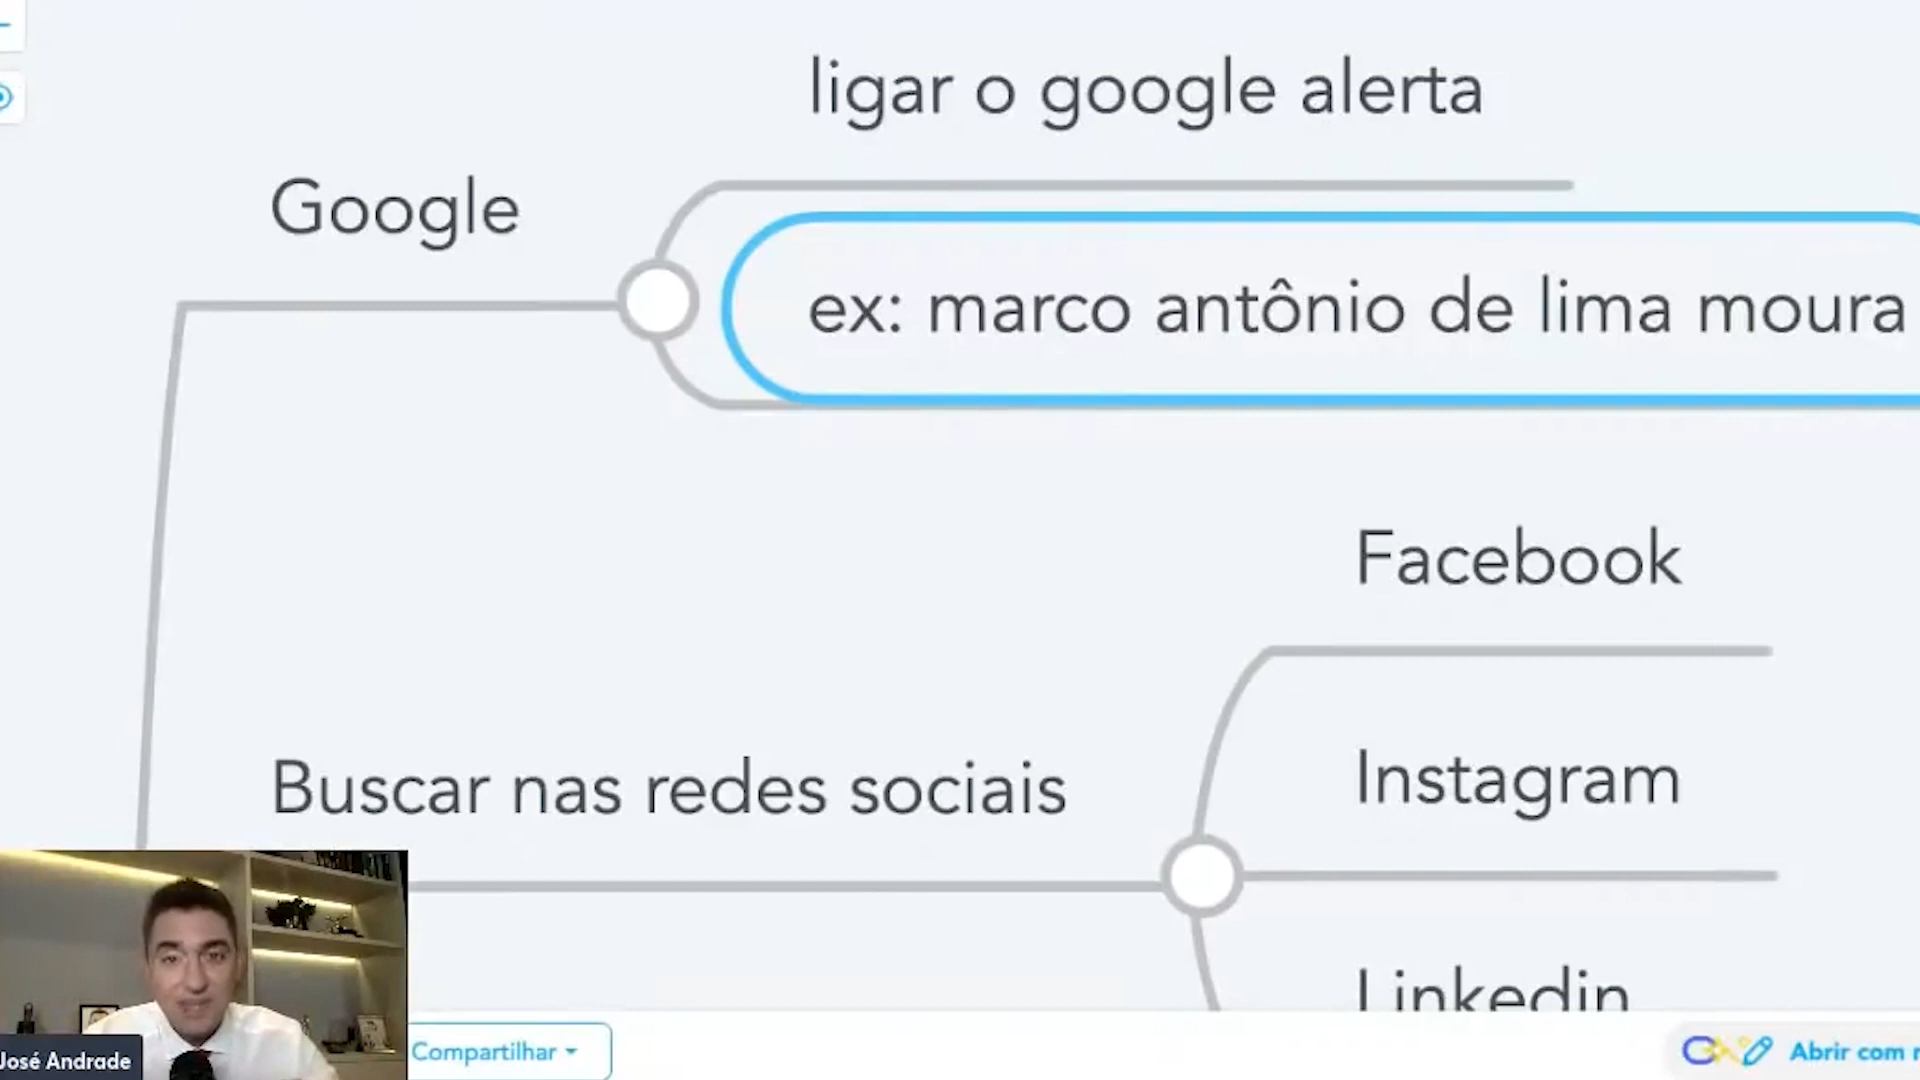 ligar o google alerta
Google
ex: marco antônio de lima moura
Facebook
Instagram
Buscar nas redes sociais
Linkedin
José Andrade
Compartilhar
Abrir com